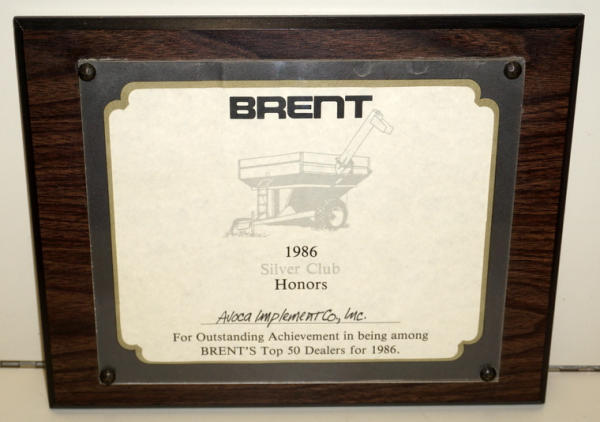 BRENT
1986
Silver Club
Honors
Avoca Implement Co, Inc.
For Outstanding Achievement in being among
BRENT'S Top 50 Dealers for 1986.